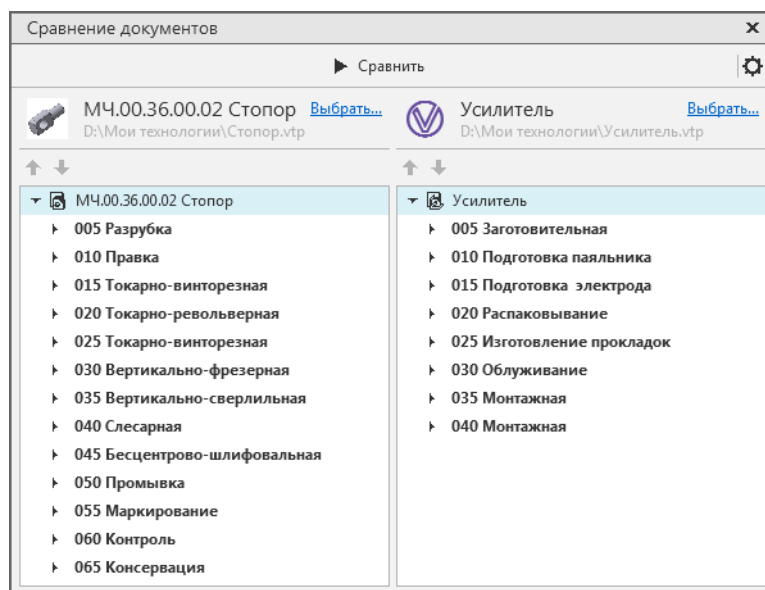 Сравнение документов
Сравнить
МЧ.00.36.00.02 Стопор Выбрать...
D:\Мои технологии\Стопор.vtp
Усилитель Выбрать...
D:\Мои технологии\Усилитель.vtp
МЧ.00.36.00.02 Стопор
005 Разрубка
010 Правка
015 Токарно-винторезная
020 Токарно-револьверная
025 Токарно-винторезная
030 Вертикально-фрезерная
035 Вертикально-сверлильная
040 Слесарная
045 Бесцентрово-шлифовальная
050 Промывка
055 Маркирование
060 Контроль
065 Консервация
Усилитель
005 Заготовительная
010 Подготовка паяльника
015 Подготовка  электрода
020 Распаковывание
025 Изготовление прокладок
030 Облуживание
035 Монтажная
040 Монтажная